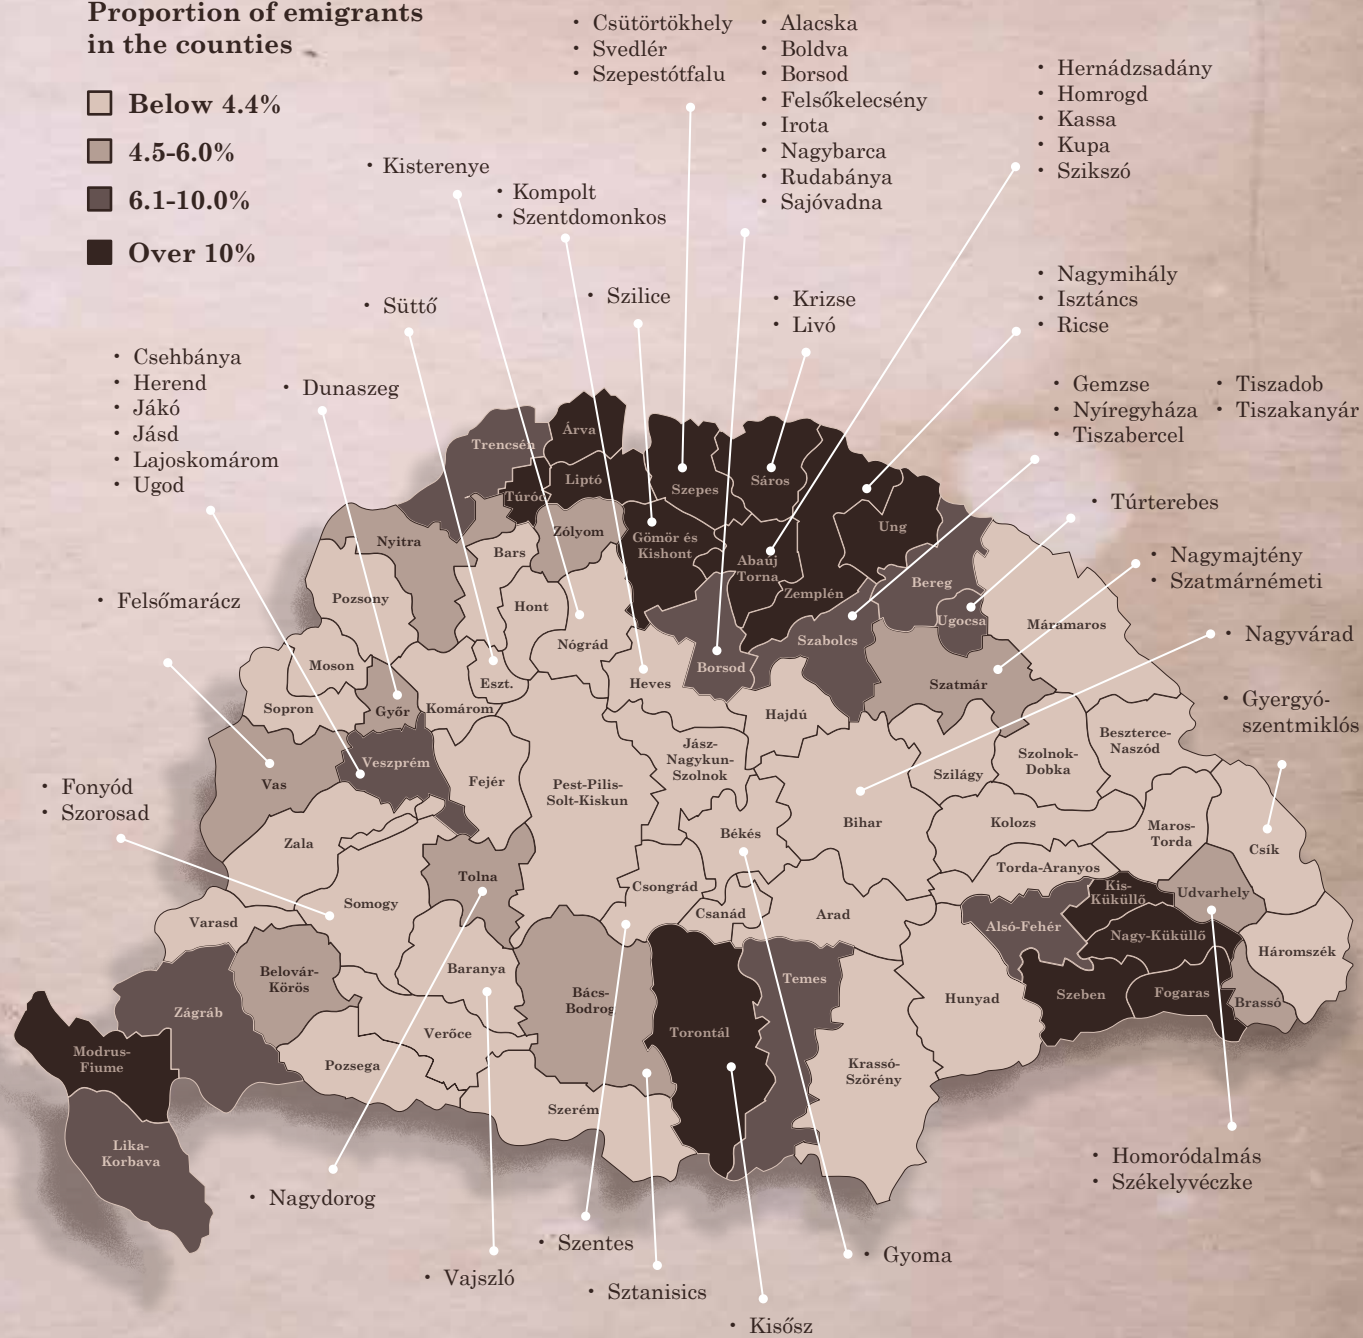 Proportion of emigrants
in the counties
Below 4.4%
4.5-6.0%
6.1-10.0%
Over 10%
• Csütörtökhely
• Svedlér
• Szepestótfalu
• Alacska
• Boldva
• Borsod
• Felsőkelecsény
• Irota
• Nagybarca
• Rudabánya
• Sajóvadna
• Hernádzsadány
• Homrogd
• Kassa
• Kupa
• Szikszó
• Kisterenye
• Kompolt
• Szentdomonkos
• Nagymihály
• Isztáncs
• Ricse
• Szilice
• Krizse
• Livó
• Süttő
• Csehbánya
• Herend
• Jákó
• Jásd
• Lajoskomárom
• Ugod
• Dunaszeg
• Gemzse
• Nyíregyháza
• Tiszabercel
• Tiszadob
• Tiszakanyár
• Túrterebes
• Nagymajtény
• Szatmárnémeti
• Felsőmarácz
• Nagyvárad
• Gyergyó-
szentmiklós
• Fonyód
• Szorosad
Trencsén
Árva
Liptó
Túróc
Szepes
Sáros
Nyitra
Bars
Zólyom
Gömör és
Kishont
Abaúj
Torna
Ung
Zemplén
Bereg
Ugocsa
Máramaros
Pozsony
Hont
Nógrád
Szabolcs
Moson
Eszt.
Heves
Borsod
Szatmár
Sopron
Győr
Komárom
Hajdú
Vas
Veszprém
Fejér
Pest-Pilis-
Solt-Kiskun
Jász-
Nagykun-
Szolnok
Szilágy
Szolnok-
Dobka
Beszterce-
Naszód
Zala
Békés
Bihar
Kolozs
Maros-
Torda
Csík
Tolna
Csongrád
Torda-Aranyos
Somogy
Csanád
Arad
Kis-
Küküllő
Udvarhely
Varasd
Alsó-Fehér
Nagy-Küküllő
Háromszék
Belovár-
Körös
Baranya
Bács-
Bodrog
Temes
Hunyad
Szeben
Fogaras
Brassó
Zágráb
Verőce
Torontál
Modrus-
Fiume
Pozsega
Krassó-
Szörény
Szerém
Lika-
Korbava
• Homoródalmás
• Székelyvéczke
• Nagydorog
• Szentes
• Gyoma
• Vajszló
• Sztanisics
• Kisősz